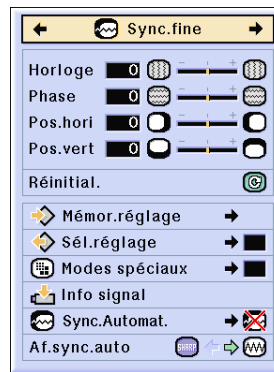 Sync.fine
Horloge 0 - +
Phase 0 - +
Pos.hori 0 - +
Pos.vert 0 - +
Réinitial.
Mémor.réglage
Sél.réglage
Modes spéciaux
Info signal
Sync.Automat.
Af.sync.auto SHARP